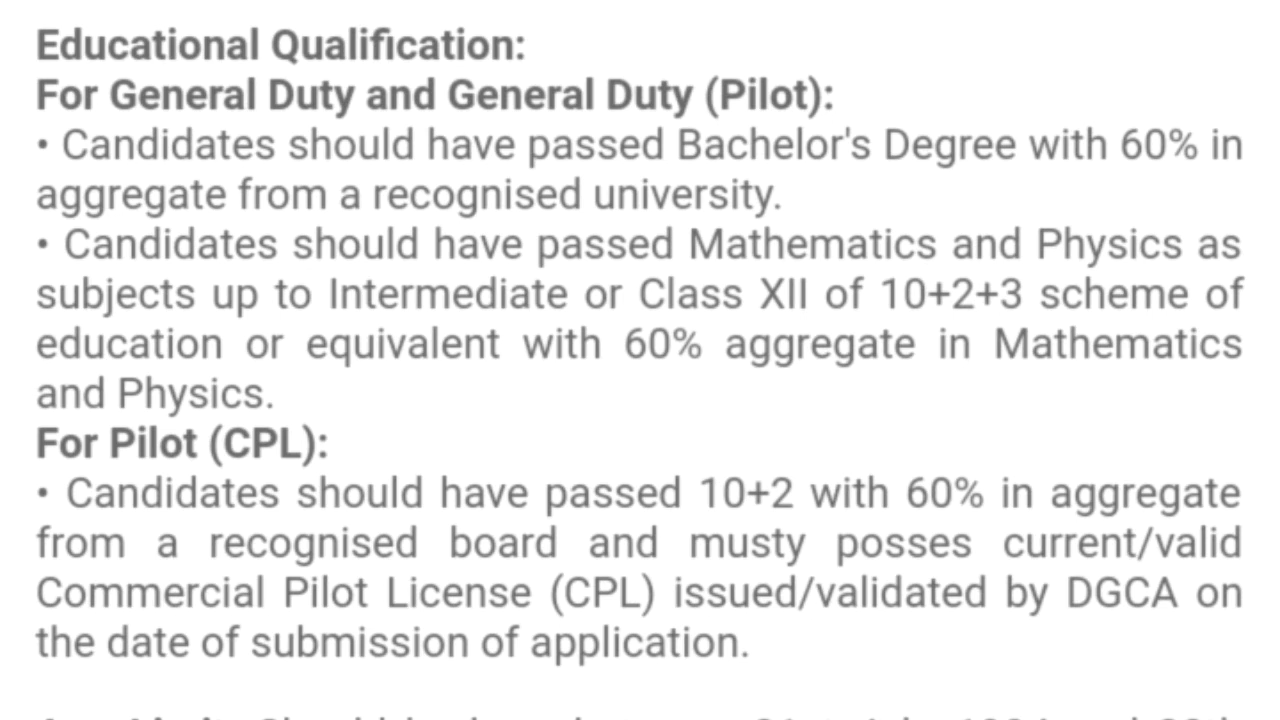 Educational Qualification:
For General Duty and General Duty (Pilot):
• Candidates should have passed Bachelor's Degree with 60% in
aggregate from a recognised university.
• Candidates should have passed Mathematics and Physics as
subjects up to Intermediate or Class XII of 10+2+3 scheme of
education or equivalent with 60% aggregate in Mathematics
and Physics.
For Pilot (CPL):
• Candidates should have passed 10+2 with 60% in aggregate
from a recognised board and musty posses current/valid
Commercial Pilot License (CPL) issued/validated by DGCA on
the date of submission of application.